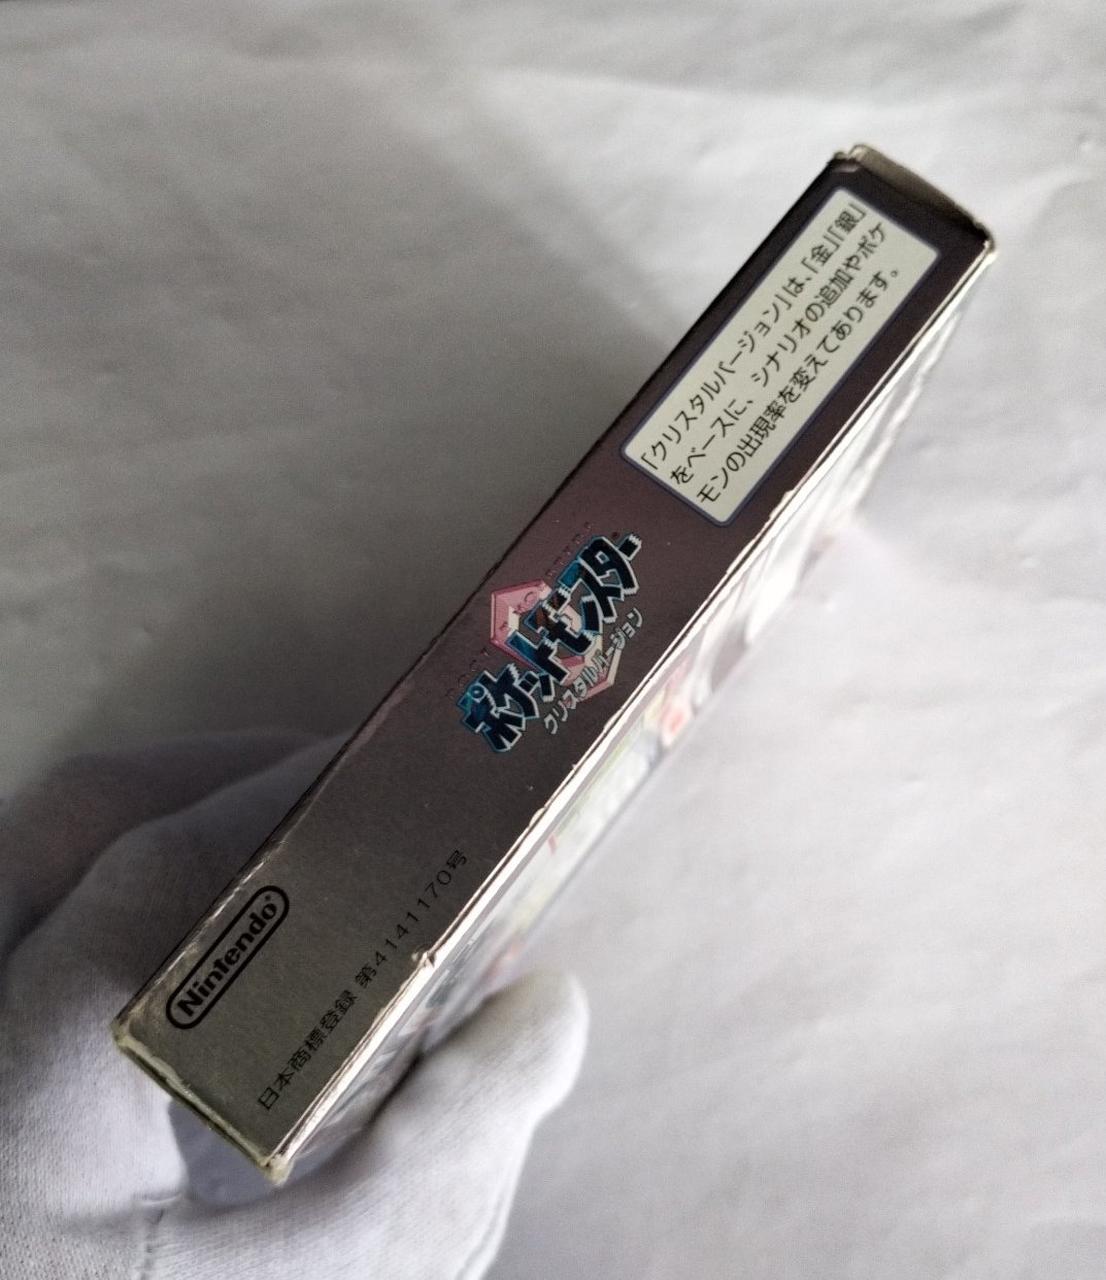 「クリスタルバージョン」は、「金」「銀」
をベースに、シナリオの追加やポケ
モンの出現率を変えてあります。
ポケットモンスター
クリスタルバージョン
Nintendo®
日本商標登録 第4141170号